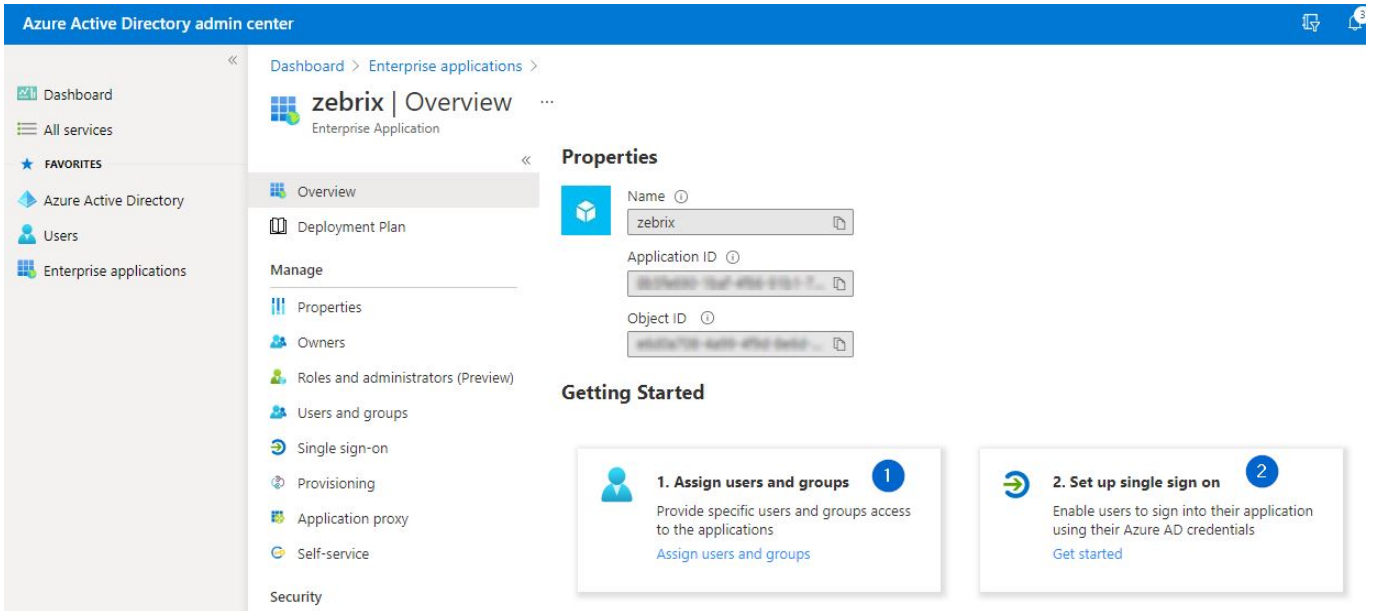 Azure Active Directory admin center
3
Dashboard
All services
FAVORITES
Azure Active Directory
Users
Enterprise applications
Dashboard > Enterprise applications >
zebrix | Overview ...
Enterprise Application
Overview
Deployment Plan
Manage
Properties
Owners
Roles and administrators (Preview)
Users and groups
Single sign-on
Provisioning
Application proxy
Self-service
Security
Properties
Name
zebrix
Application ID
Object ID
Getting Started
1. Assign users and groups 1
Provide specific users and groups access
to the applications
Assign users and groups
2. Set up single sign on 2
Enable users to sign into their application
using their Azure AD credentials
Get started